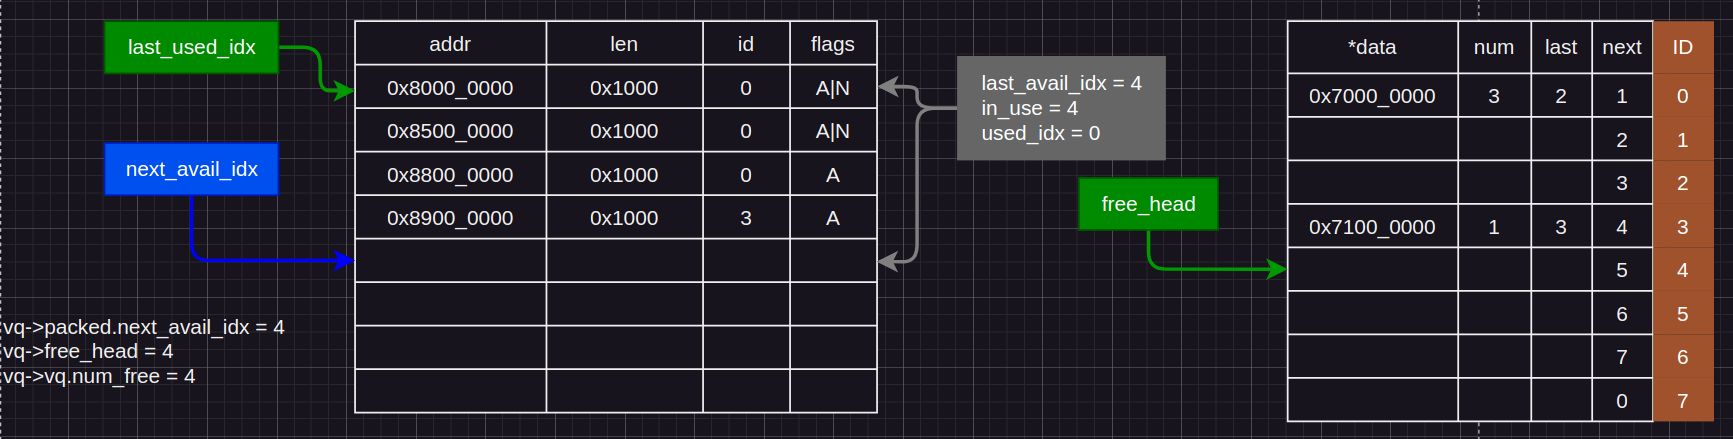 last_used_idx
next_avail_idx
vq->packed.next_avail_idx = 4
vq->free_head = 4
vq->vq.num_free = 4
addr len id flags
0x8000_0000 0x1000 0 A|N
0x8500_0000 0x1000 0 A|N
0x8800_0000 0x1000 0 A
0x8900_0000 0x1000 3 A
last_avail_idx = 4
in_use = 4
used_idx = 0
free_head
*data num last next ID
0x7000_0000 3 2 1 0
2 1
3 2
0x7100_0000 1 3 4 3
5 4
6 5
7 6
0 7